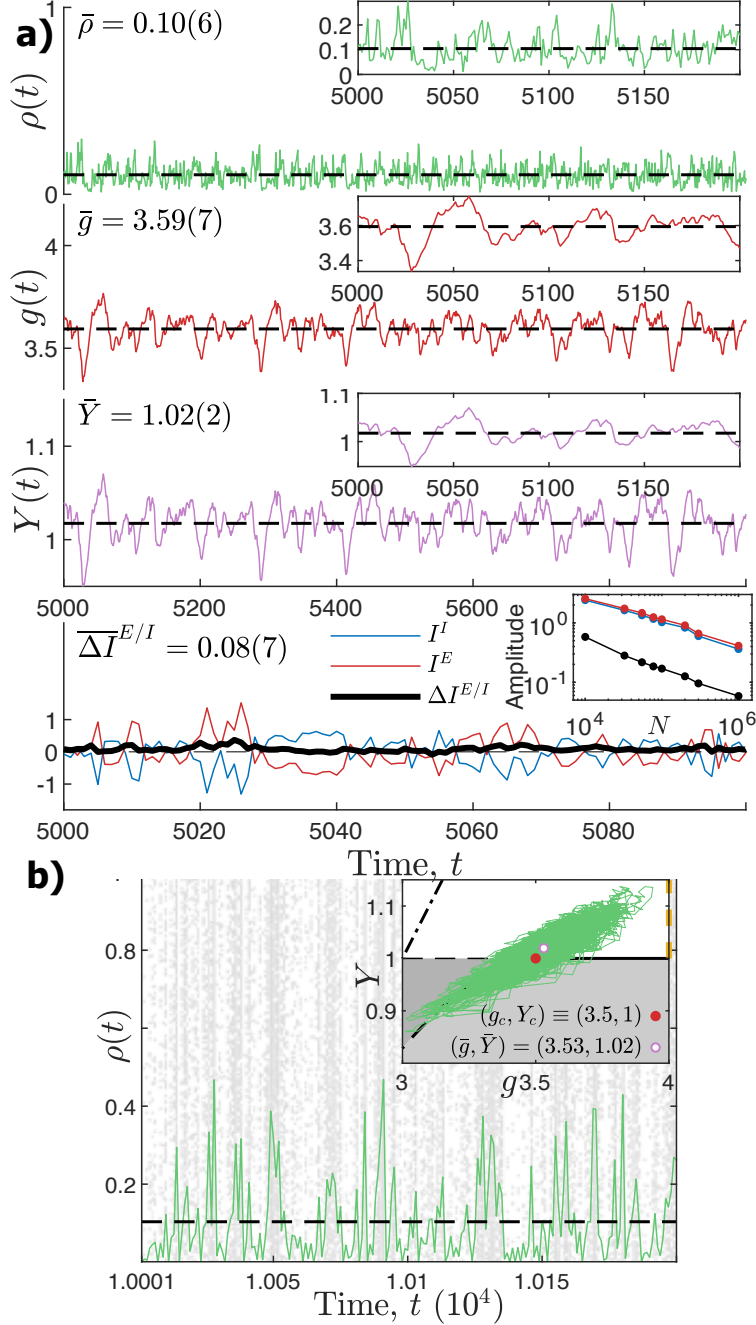 a)
ρ̄ = 0.10(6)
ρ(t)
1
0
0.2
0.1
0
5000 5050 5100 5150
ḡ = 3.59(7)
g(t)
4
3.5
3.6
3.4
5000 5050 5100 5150
Ȳ = 1.02(2)
Y(t)
1.1
1
1.1
1
5000 5050 5100 5150
5000 5200 5400 5600
ΔI̅^{E/I} = 0.08(7)
I^I
I^E
ΔI^{E/I}
Amplitude
10^0
10^{-1}
10^4 N 10^6
1
0
-1
5000 5020 5040 5060 5080
Time, t
b)
ρ(t)
0.8
0.4
0.2
Y
1.1
1
0.9
(g_c, Y_c) ≡ (3.5, 1)
(ḡ, Ȳ) = (3.53, 1.02)
3 g 3.5 4
1.0001 1.005 1.01 1.015
Time, t (10^4)